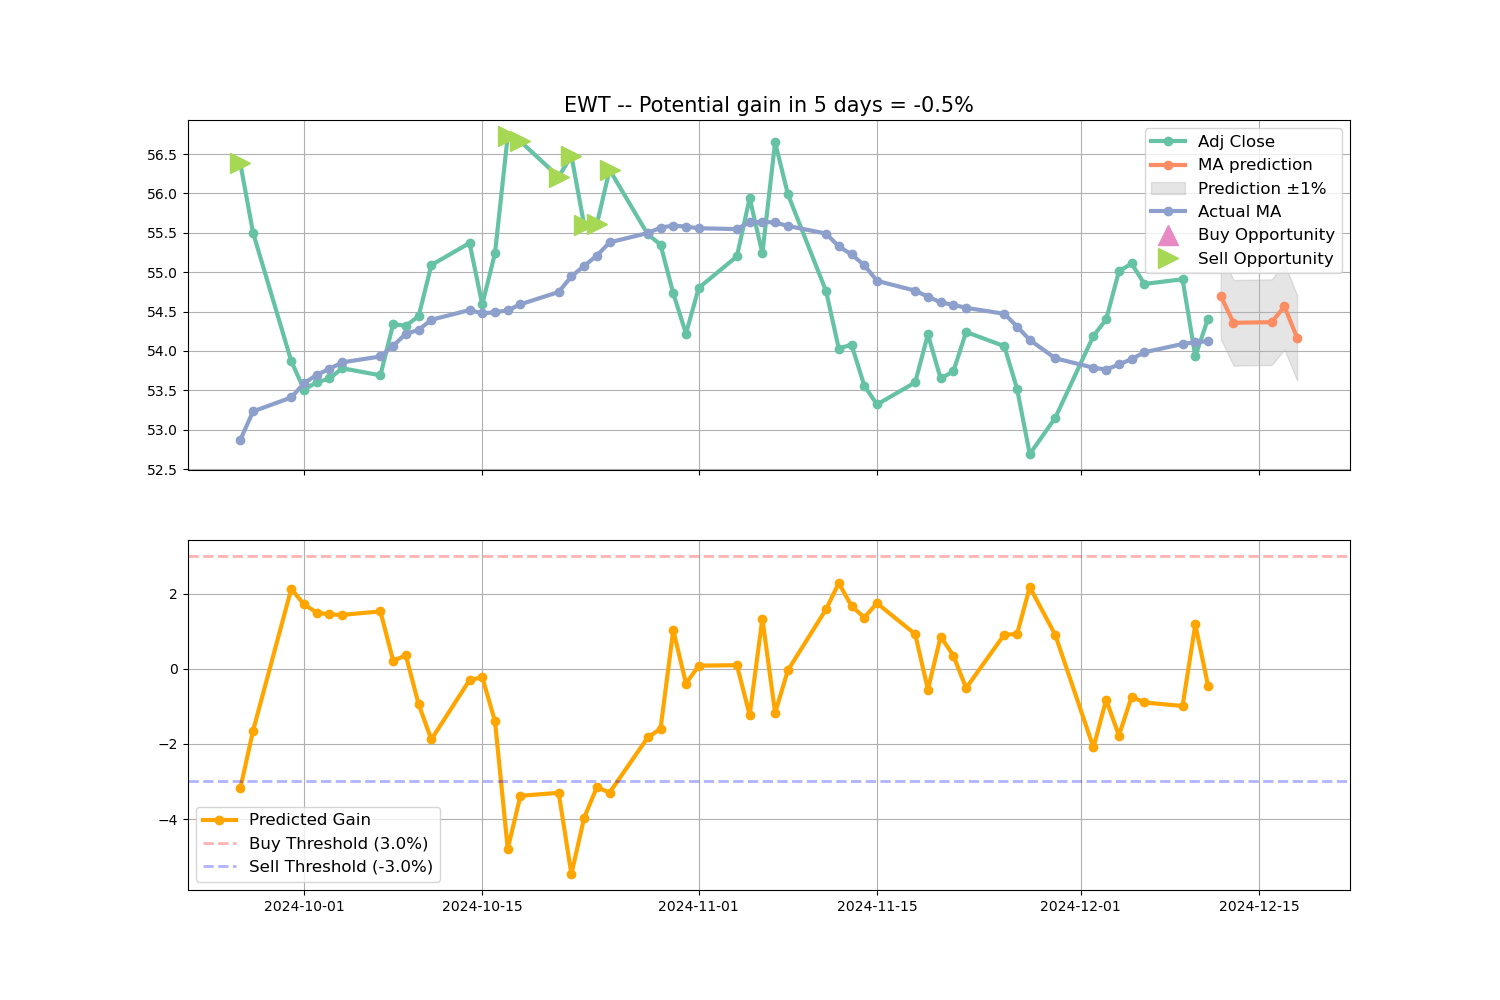 EWT -- Potential gain in 5 days = -0.5%
56.5
56.0
55.5
55.0
54.5
54.0
53.5
53.0
52.5
Adj Close
MA prediction
Prediction ±1%
Actual MA
Buy Opportunity
Sell Opportunity
2
0
−2
−4
Predicted Gain
Buy Threshold (3.0%)
Sell Threshold (-3.0%)
2024-10-01
2024-10-15
2024-11-01
2024-11-15
2024-12-01
2024-12-15